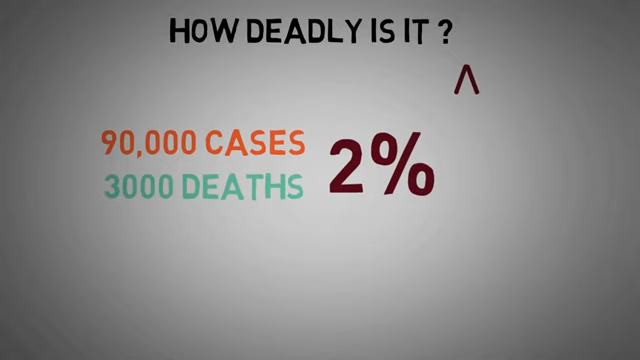 HOW DEADLY IS IT ?
90,000 CASES
3000 DEATHS
2%